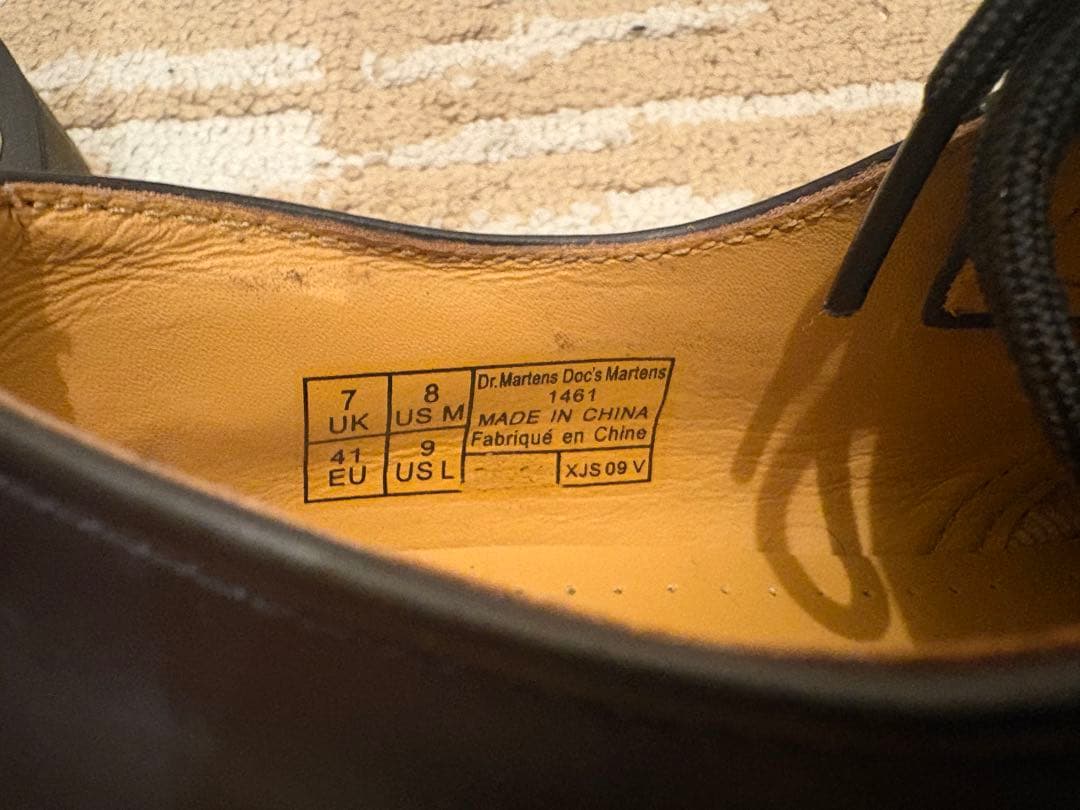 7
UK
8
US M
41
EU
9
US L
Dr.Martens Doc's Martens
1461
MADE IN CHINA
Fabriqué en Chine
XJS 09 V